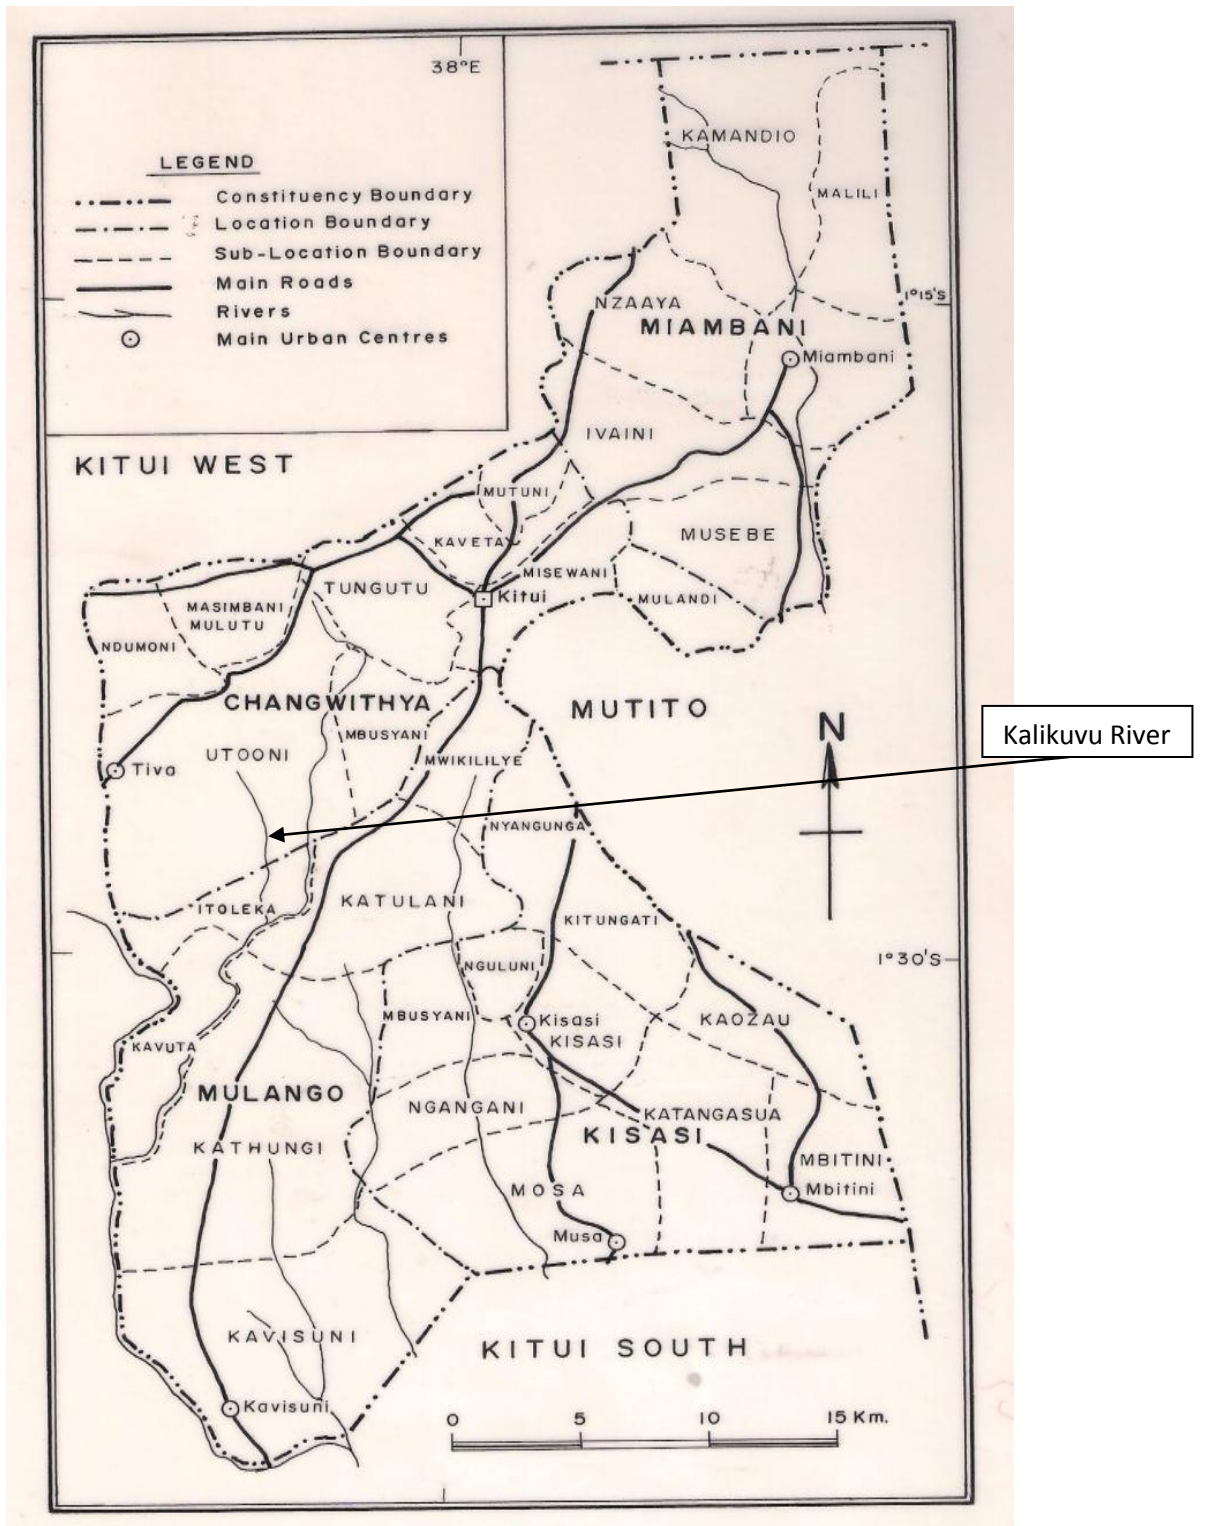 38°E
LEGEND
Constituency Boundary
Location Boundary
Sub-Location Boundary
Main Roads
Rivers
Main Urban Centres
KAMANDIO
MALILI
1°15'S
NZAAYA
MIAMBANI
Miambani
IVAINI
KITUI WEST
MUTUNI
KAVETA
MUSEBE
MISEWANI
TUNGUTU
Kitui
MULANDI
MASIMBANI
MULUTU
NDUMONI
CHANGWITHYA
MUTITO
N
Kalikuvu River
MBUSYANI
UTOONI
MWIKILILYE
Tiva
NYANGUNGA
ITOLEKA
KATULANI
KITUNGATI
1°30'S
NGULUNI
MBUSYANI
Kisasi
KAOZAU
KISASI
KAVUTA
MULANGO
NGANGANI
KATANGASUA
KISASI
KATHUNGI
MBITINI
MOSA
Mbitini
Musa
KAVISUNI
KITUI SOUTH
Kavisuni
0 5 10 15 Km.